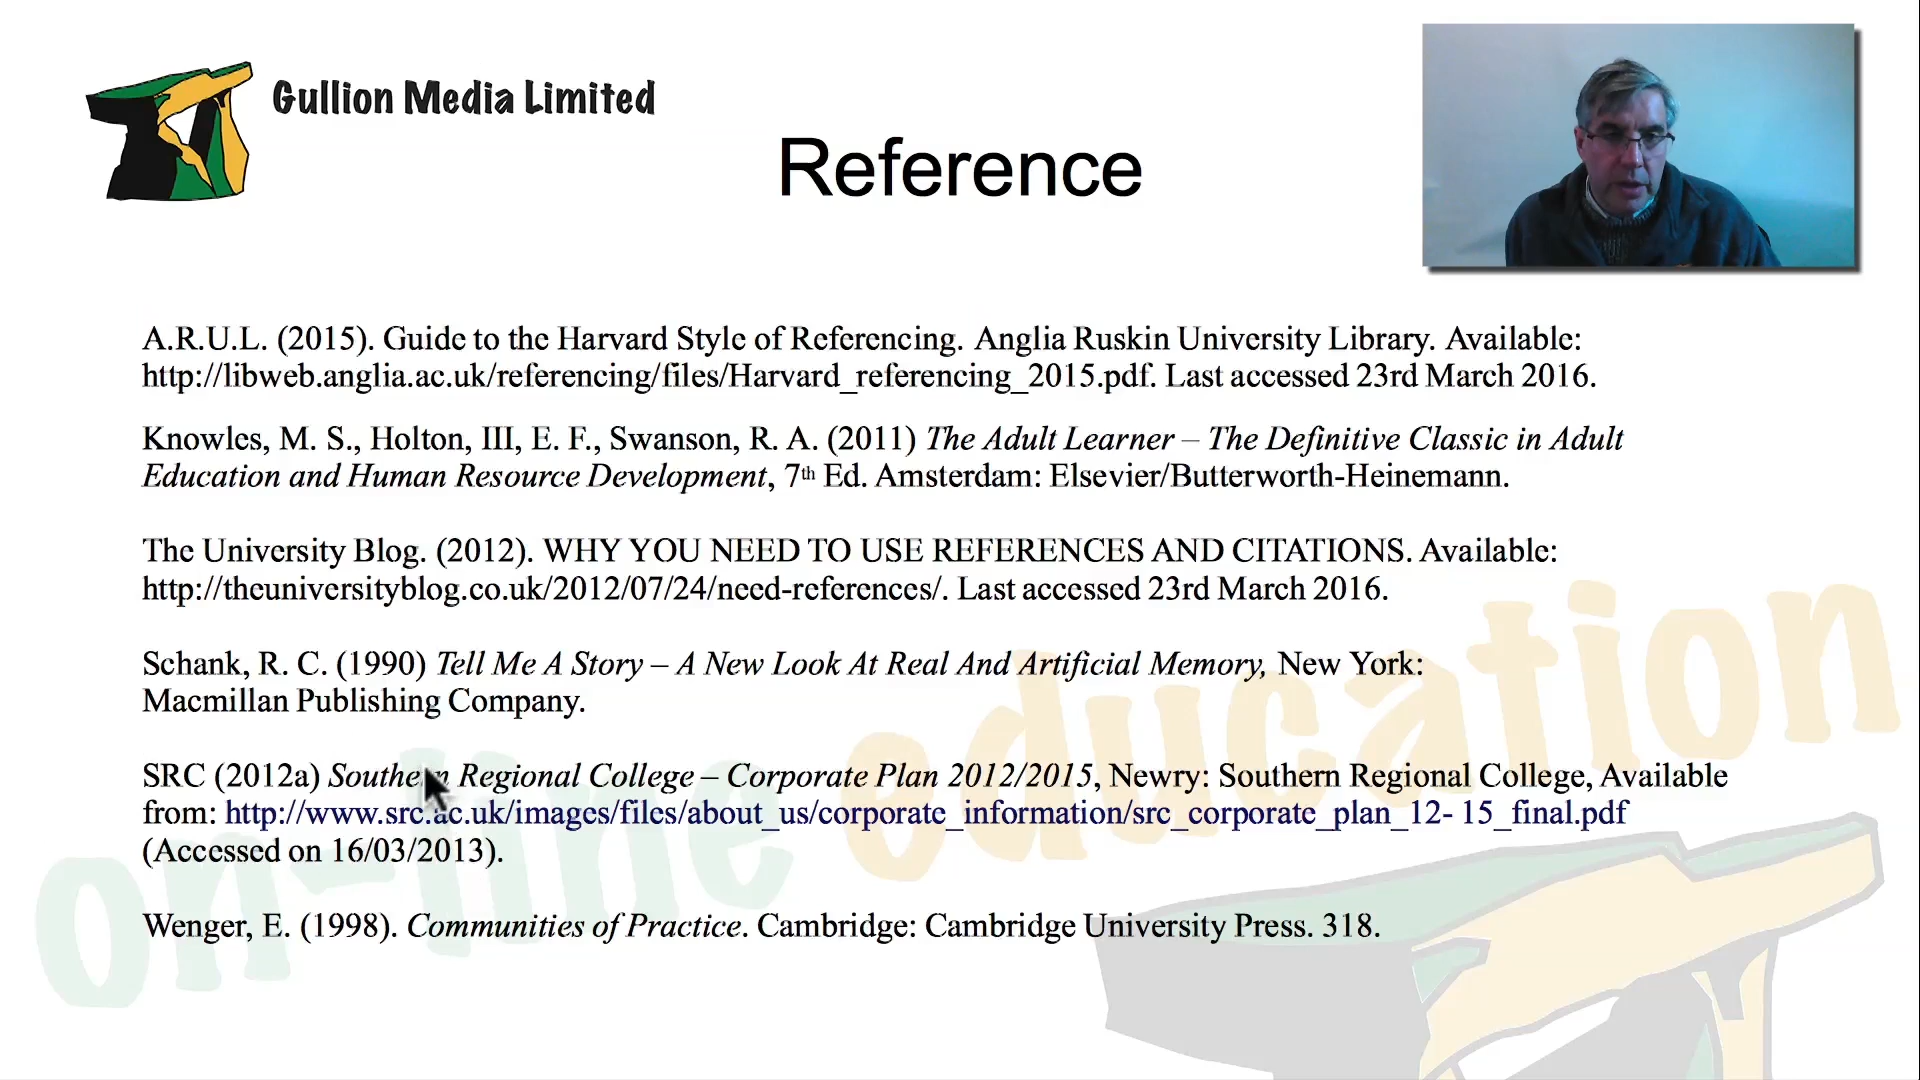 Gullion Media Limited
Reference
A.R.U.L. (2015). Guide to the Harvard Style of Referencing. Anglia Ruskin University Library. Available:
http://libweb.anglia.ac.uk/referencing/files/Harvard_referencing_2015.pdf. Last accessed 23rd March 2016.
Knowles, M. S., Holton, III, E. F., Swanson, R. A. (2011) The Adult Learner – The Definitive Classic in Adult
Education and Human Resource Development, 7th Ed. Amsterdam: Elsevier/Butterworth-Heinemann.
The University Blog. (2012). WHY YOU NEED TO USE REFERENCES AND CITATIONS. Available:
http://theuniversityblog.co.uk/2012/07/24/need-references/. Last accessed 23rd March 2016.
Schank, R. C. (1990) Tell Me A Story – A New Look At Real And Artificial Memory, New York:
Macmillan Publishing Company.
SRC (2012a) Southern Regional College – Corporate Plan 2012/2015, Newry: Southern Regional College, Available
from: http://www.src.ac.uk/images/files/about_us/corporate_information/src_corporate_plan_12- 15_final.pdf
(Accessed on 16/03/2013).
Wenger, E. (1998). Communities of Practice. Cambridge: Cambridge University Press. 318.
on-line education